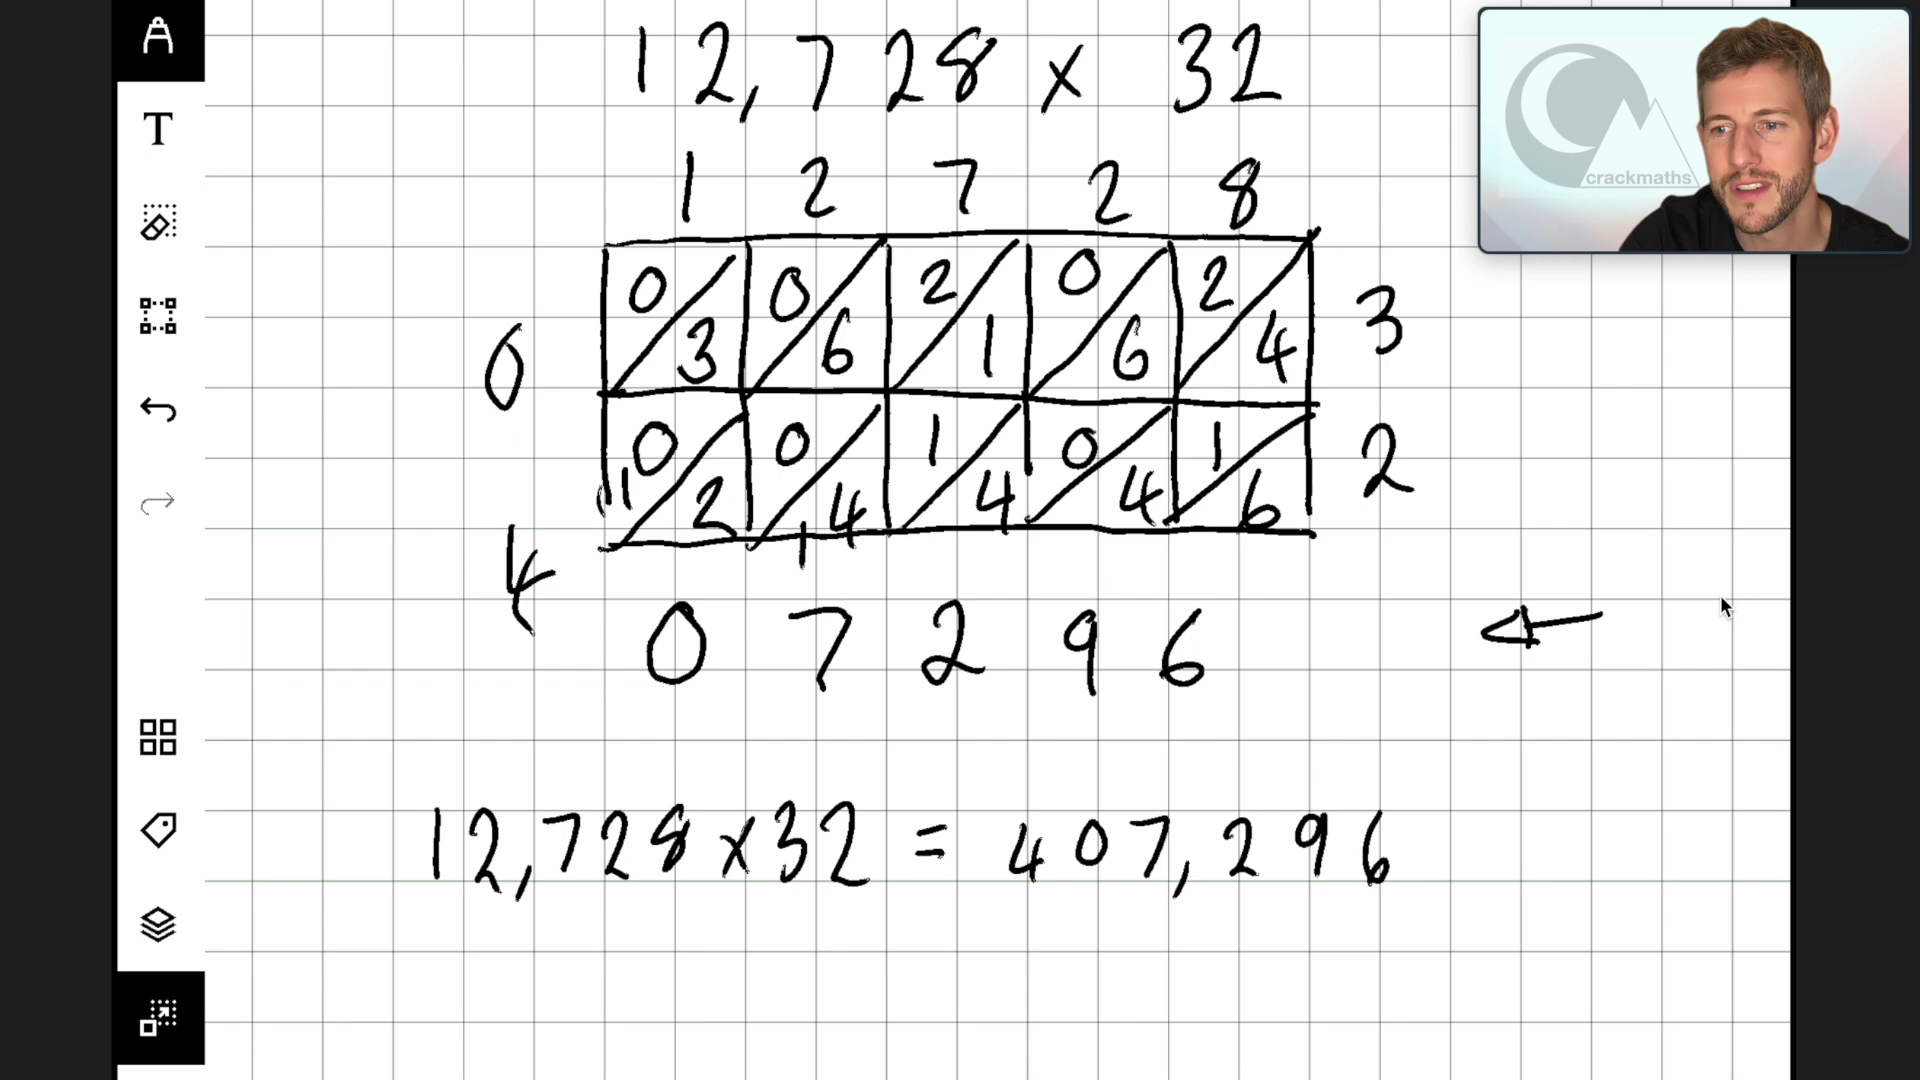 12,728 x 32
1 2 7 2 8
0/3 0/6 2/1 0/6 2/4 3
0
0/2 0/4 1/4 0/4 1/6 2
1 1
4
0 7 2 9 6
12,728 x 32 = 407,296
crackmaths
T